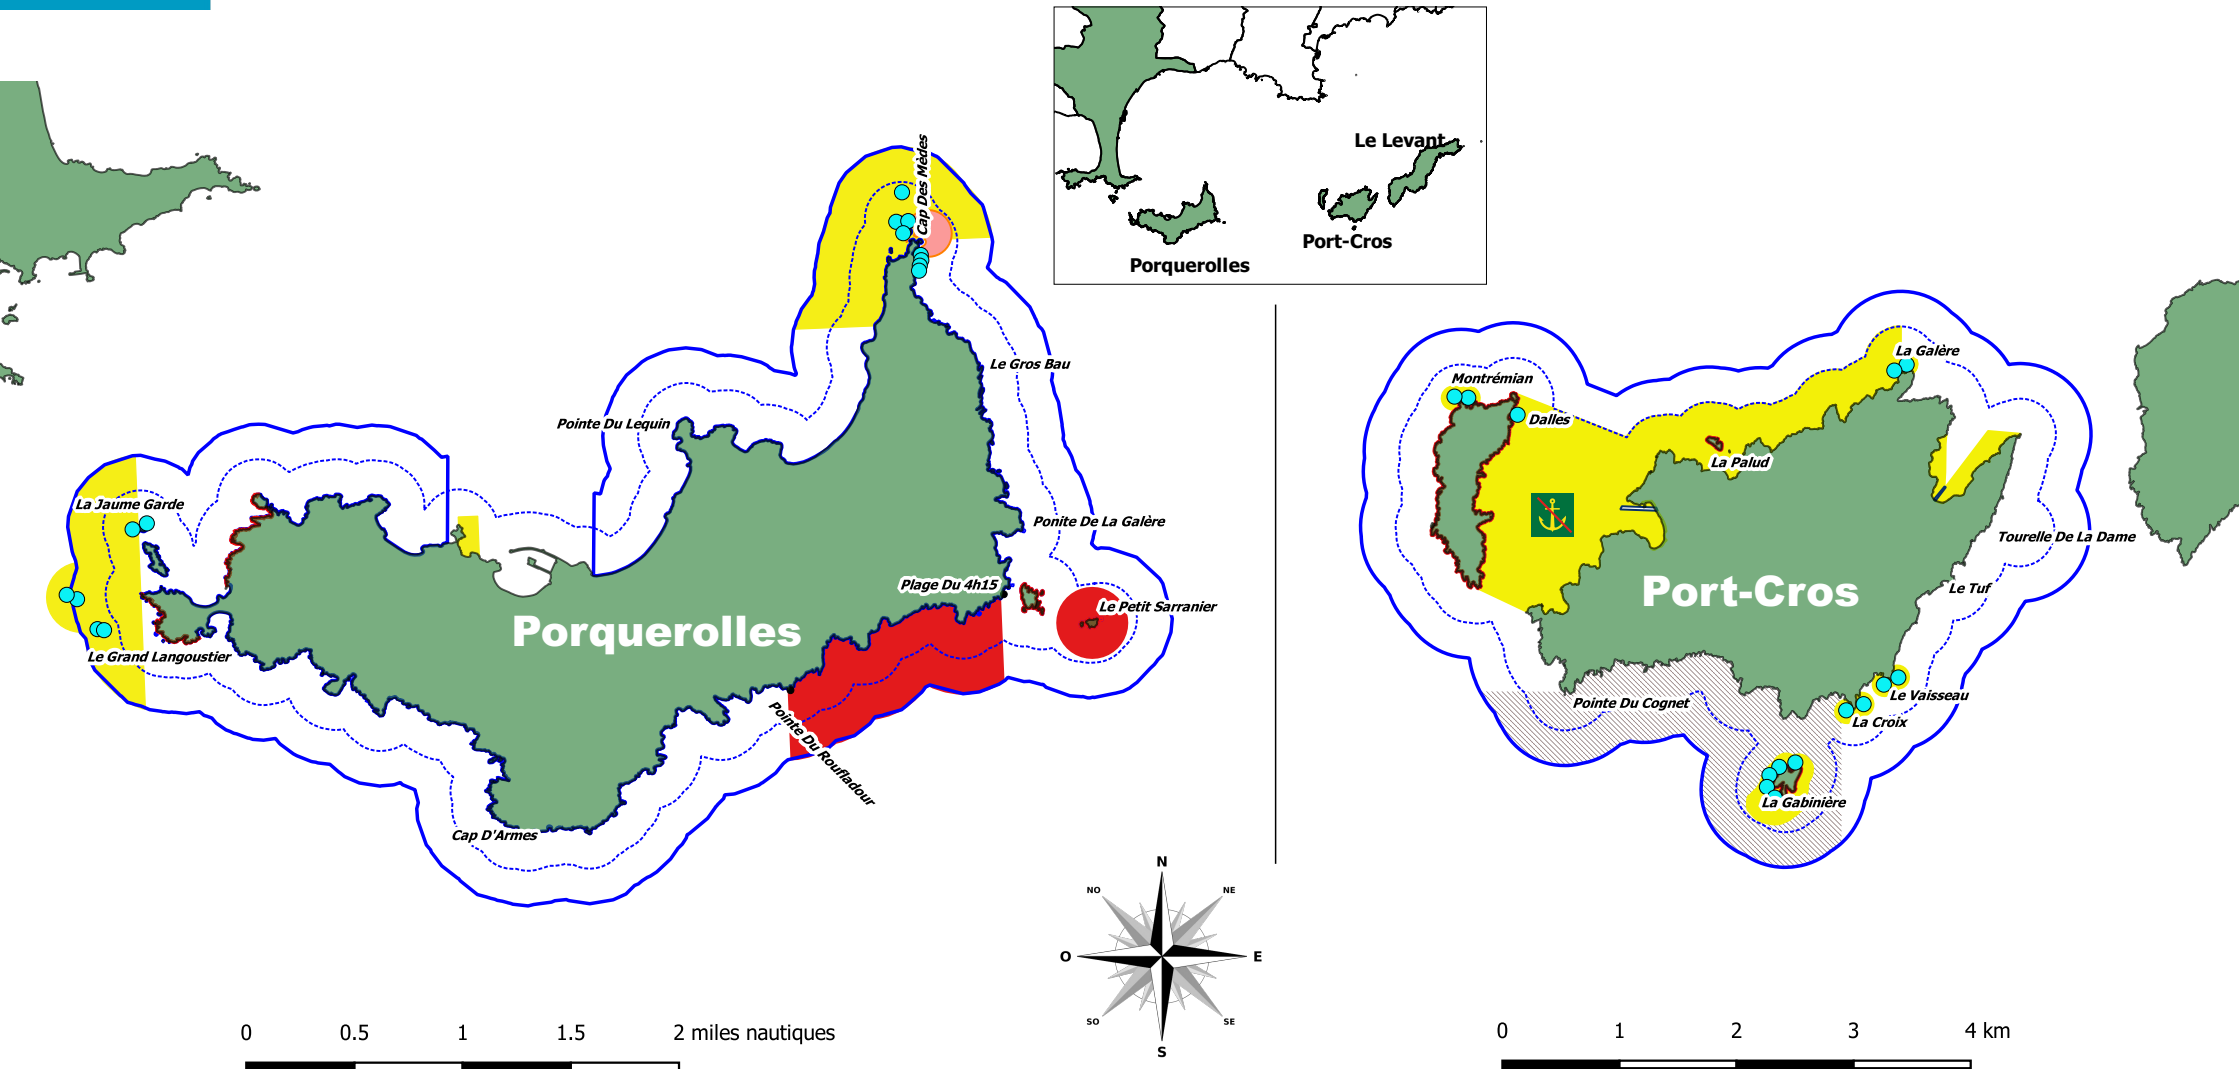 Le Levant
Port-Cros
Porquerolles
Cap Des Mèdes
Le Gros Bau
Pointe Du Lequin
La Jaume Garde
Ponite De La Galère
Plage Du 4h15
Le Petit Sarranier
Porquerolles
Le Grand Langoustier
Pointe Du Roufladour
Cap D'Armes
La Galère
Montrémian
Dalles
La Palud
Tourelle De La Dame
Port-Cros
Le Tuf
Le Vaisseau
Pointe Du Cognet
La Croix
La Gabinière
N
NO
NE
O
E
SO
SE
S
0 0.5 1 1.5 2 miles nautiques
0 1 2 3 4 km